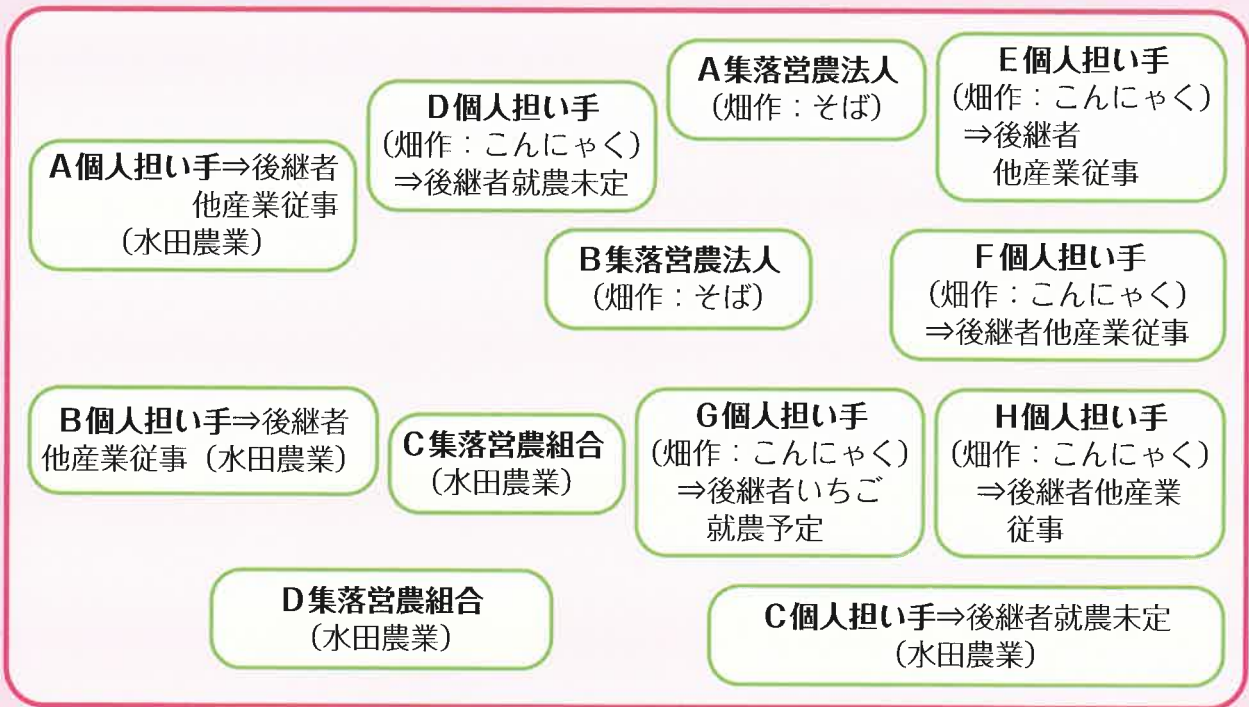 A集落営農法人
(畑作：そば)
E個人担い手
(畑作：こんにゃく)
⇒後継者
他産業従事
D個人担い手
(畑作：こんにゃく)
⇒後継者就農未定
A個人担い手⇒後継者
他産業従事
(水田農業)
B集落営農法人
(畑作：そば)
F個人担い手
(畑作：こんにゃく)
⇒後継者他産業従事
B個人担い手⇒後継者
他産業従事 (水田農業)
C集落営農組合
(水田農業)
G個人担い手
(畑作：こんにゃく)
⇒後継者いちご
就農予定
H個人担い手
(畑作：こんにゃく)
⇒後継者他産業
従事
D集落営農組合
(水田農業)
C個人担い手⇒後継者就農未定
(水田農業)